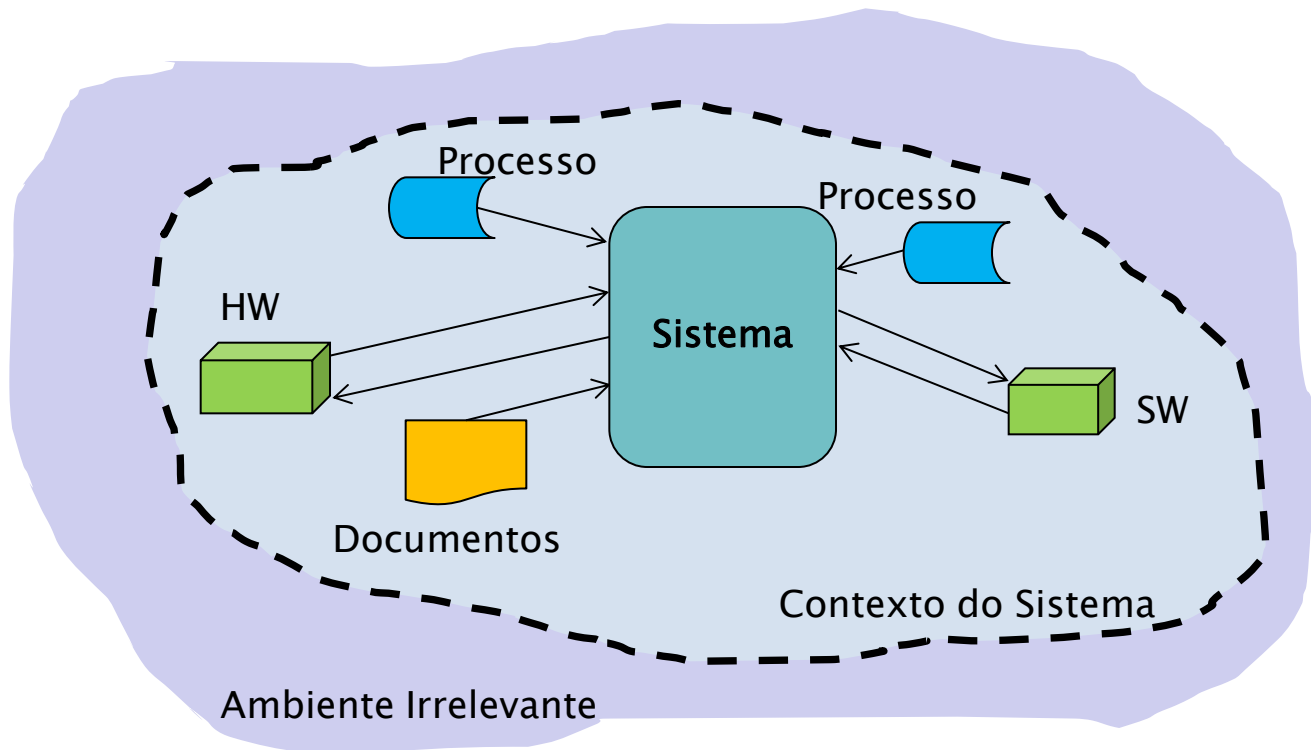 Processo
Processo
HW
Sistema
SW
Documentos
Contexto do Sistema
Ambiente Irrelevante